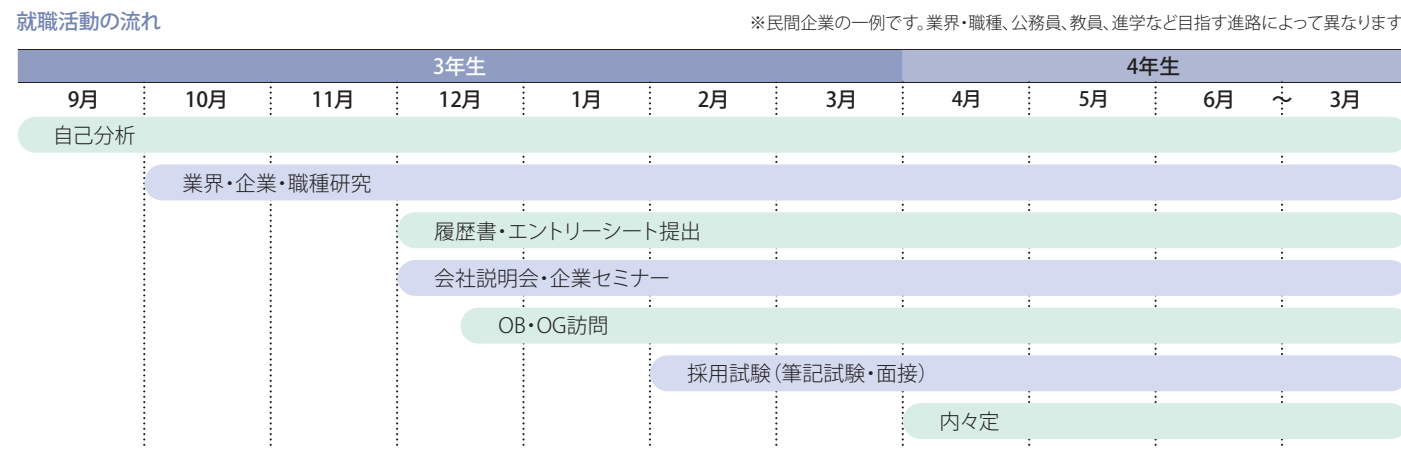 就職活動の流れ
※民間企業の一例です。業界・職種、公務員、教員、進学など目指す進路によって異なります
3年生 4年生
9月 10月 11月 12月 1月 2月 3月 4月 5月 6月 ～ 3月
自己分析
業界・企業・職種研究
履歴書・エントリーシート提出
会社説明会・企業セミナー
OB・OG訪問
採用試験（筆記試験・面接）
内々定